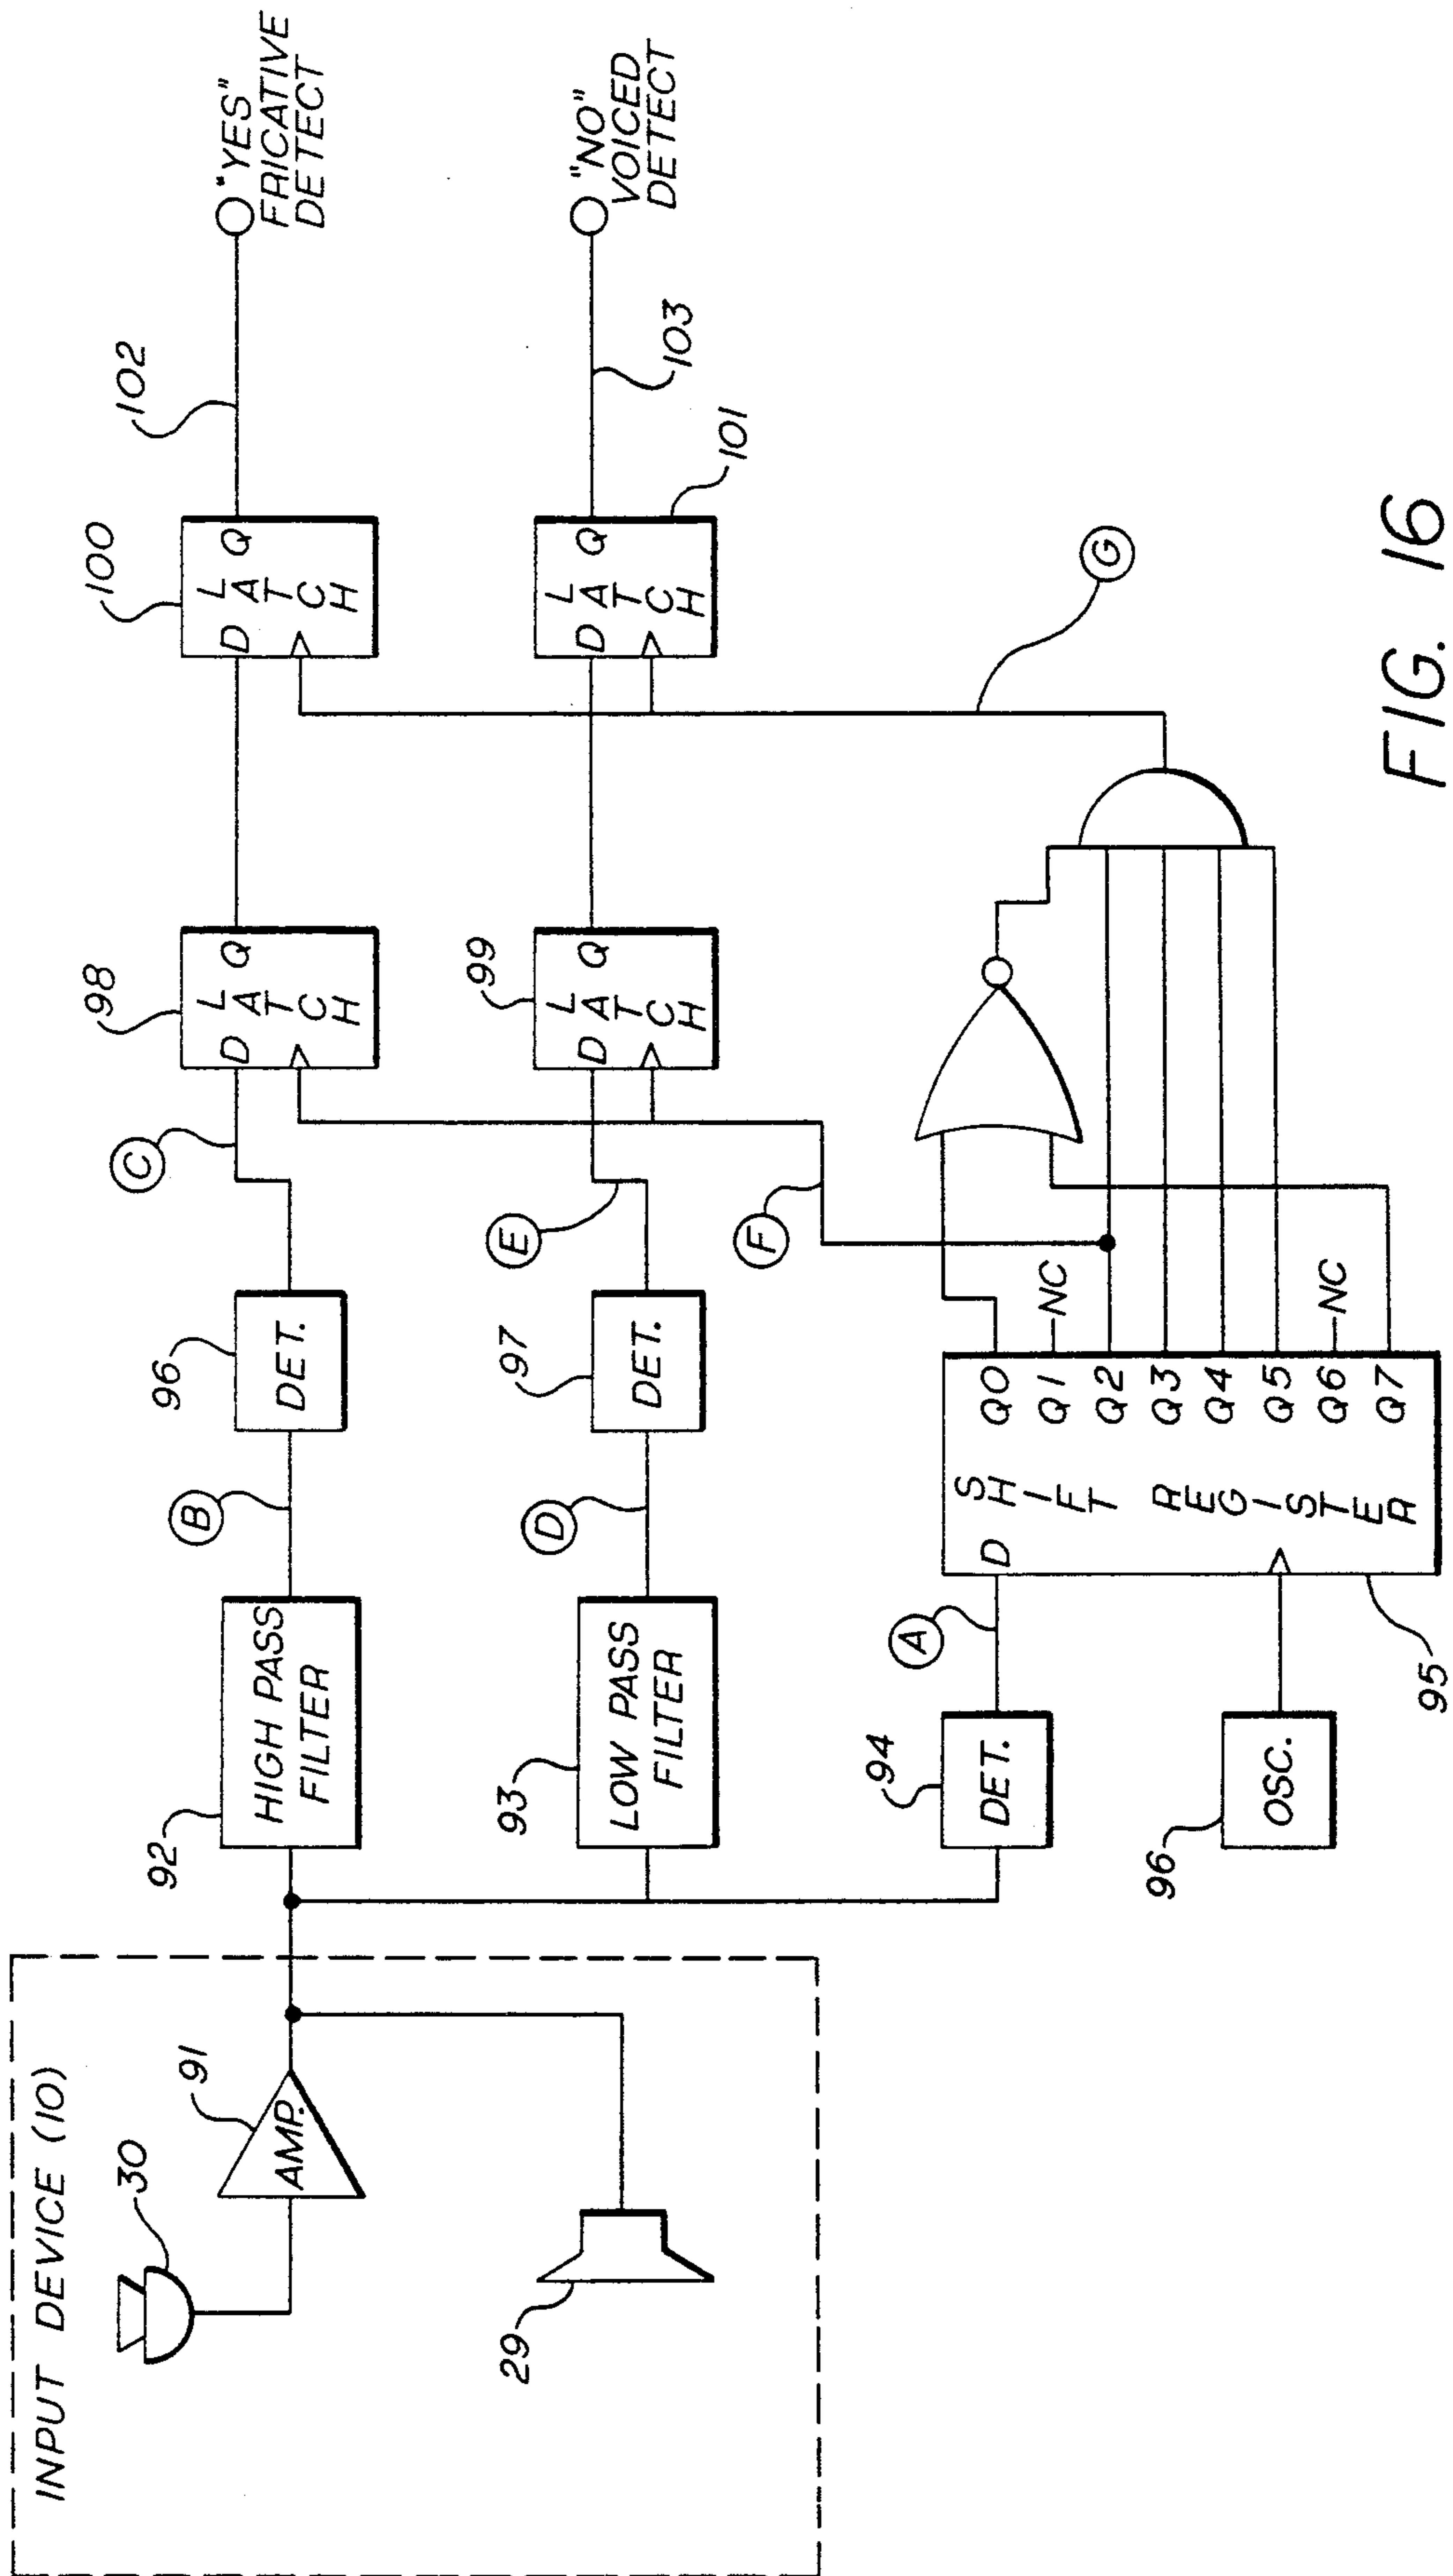 INPUT DEVICE (10)
30
91
AMP.
29
92
HIGH PASS
FILTER
B
96
DET.
C
98
D LATCH Q
100
D LATCH Q
102
"YES"
FRICATIVE
DETECT
93
LOW PASS
FILTER
D
97
DET.
E
99
D LATCH Q
101
D LATCH Q
103
"NO"
VOICED
DETECT
94
DET.
A
96
OSC.
95
D SHIFT REGISTER
Q0
Q1
NC
Q2
Q3
Q4
Q5
Q6
NC
Q7
F
G
FIG. 16